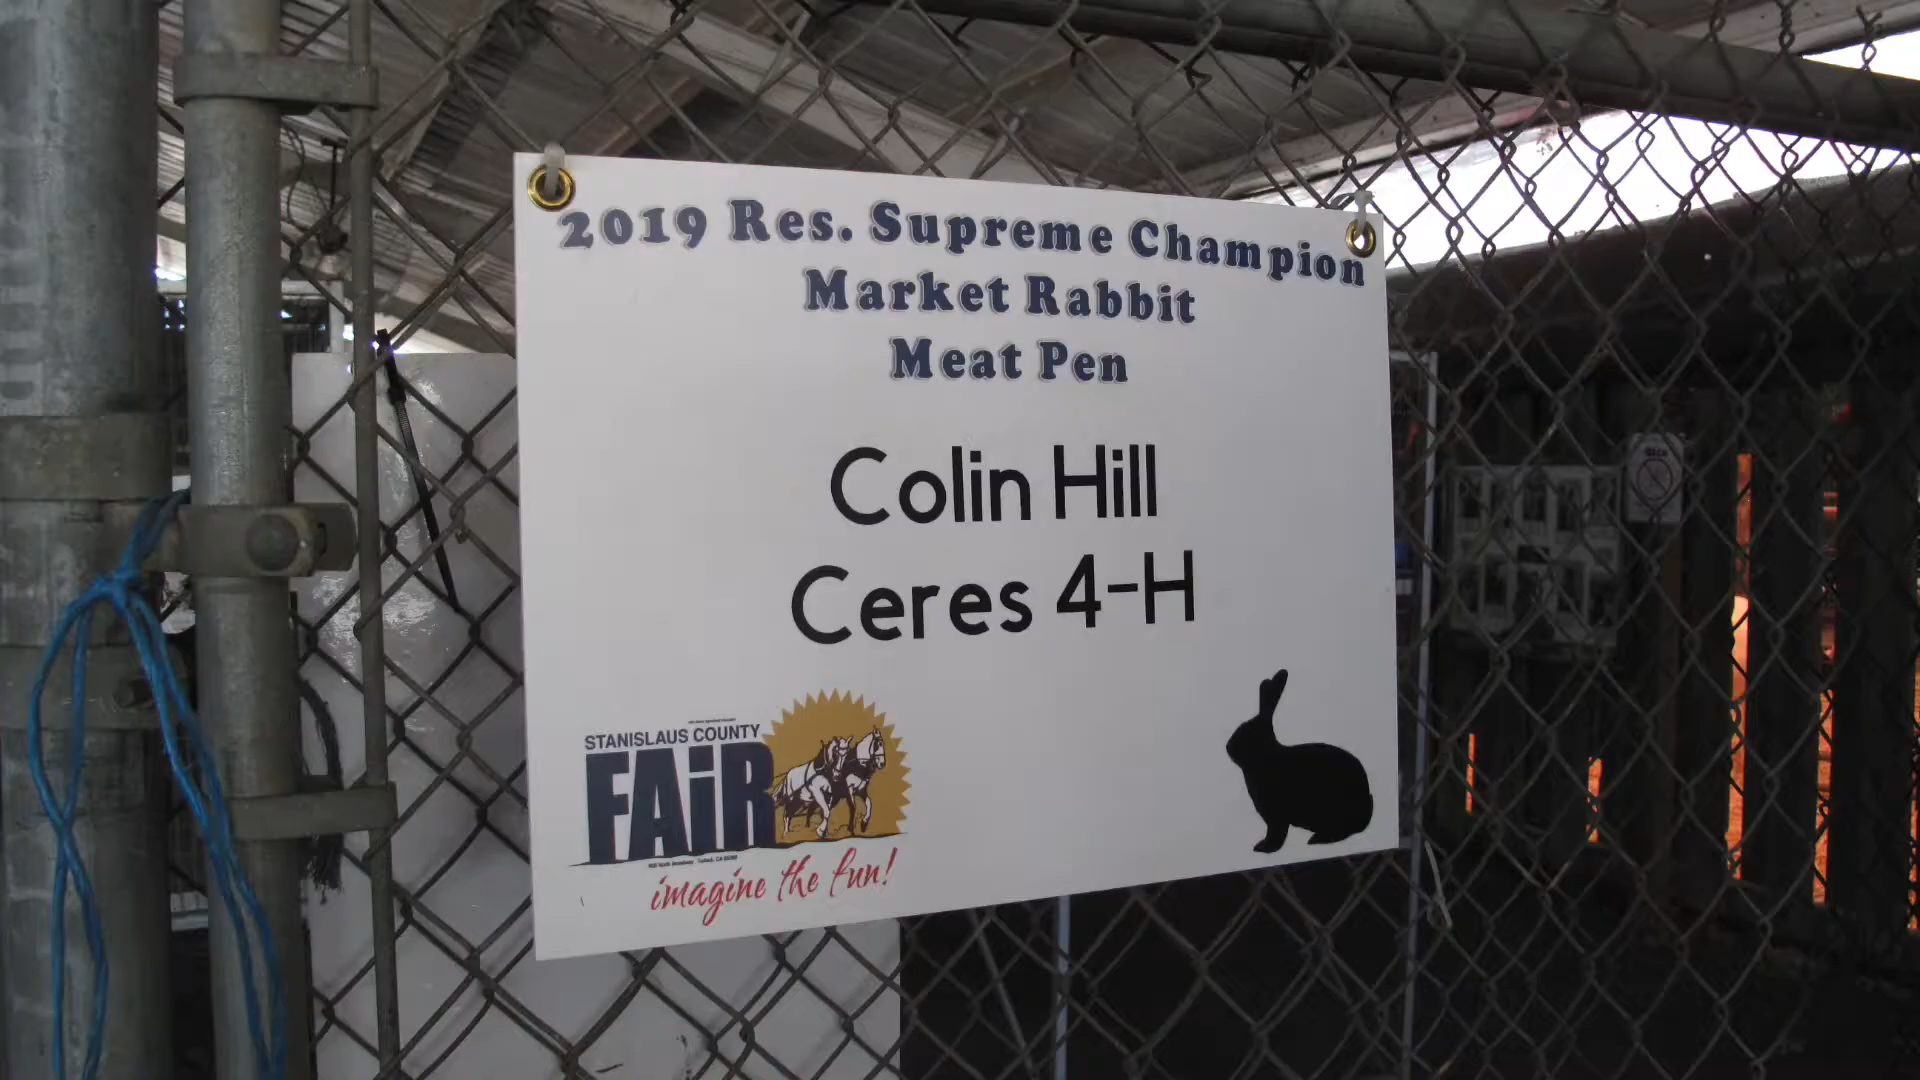 2019 Res. Supreme Champion
Market Rabbit
Meat Pen
Colin Hill
Ceres 4-H
STANISLAUS COUNTY
FAiR
imagine the fun!